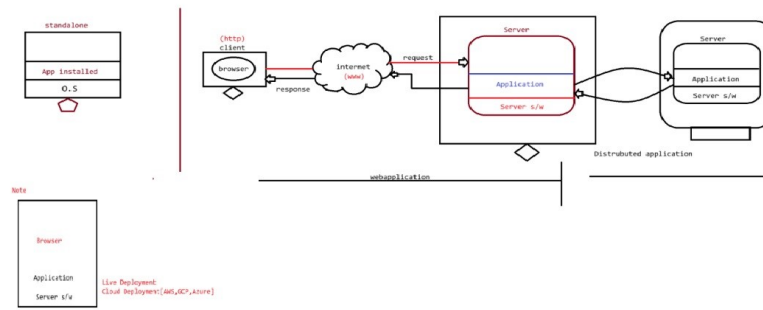 standalone
App installed
O.S
(http)
client
browser
internet
(www)
request
response
Server
Application
Server s/w
Server
Application
Server s/w
Distrubuted application
webapplication
Note
Browser
Application
Server s/w
Live Deployment
Cloud Deployment[AWS,GCP,Azure]